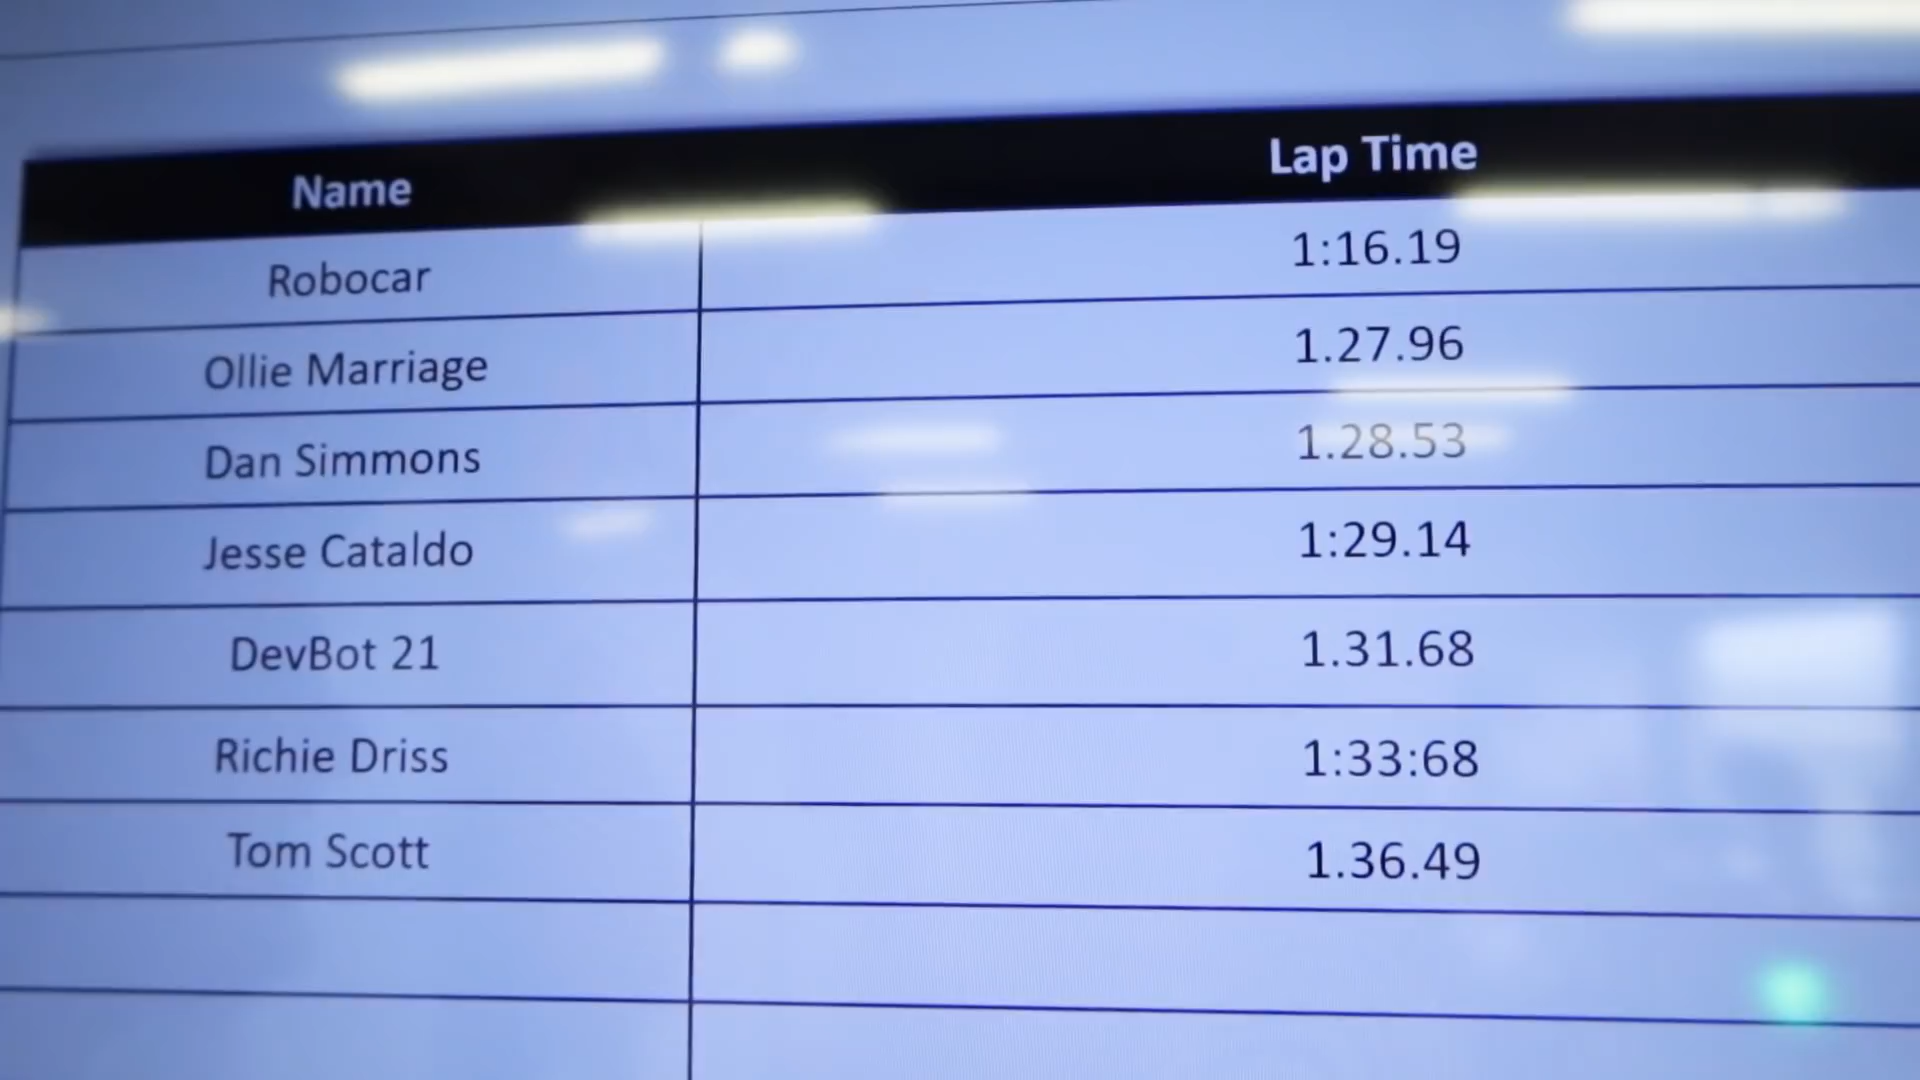 Name Lap Time
Robocar 1:16.19
Ollie Marriage 1.27.96
Dan Simmons 1.28.53
Jesse Cataldo 1:29.14
DevBot 21 1.31.68
Richie Driss 1:33:68
Tom Scott 1.36.49